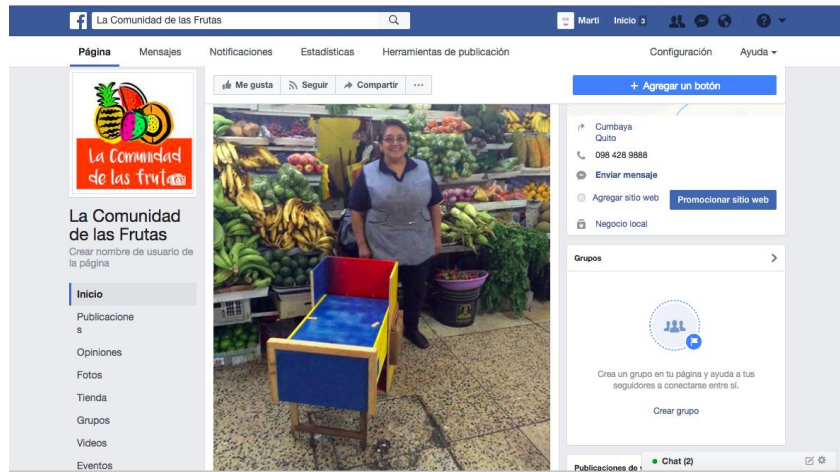 La Comunidad de las Frutas
Marti Inicio 3
Página Mensajes Notificaciones Estadísticas Herramientas de publicación Configuración Ayuda
La Comunidad
de las frutas
Me gusta Seguir Compartir ...
+ Agregar un botón
La Comunidad
de las Frutas
Crear nombre de usuario de
la página
Inicio
Publicacione
s
Opiniones
Fotos
Tienda
Grupos
Videos
Eventos
Cumbaya
Quito
098 428 9888
Enviar mensaje
Agregar sitio web Promocionar sitio web
Negocio local
Grupos
Crea un grupo en tu página y ayuda a tus
seguidores a conectarse entre sí.
Crear grupo
Publicaciones de
Chat (2)